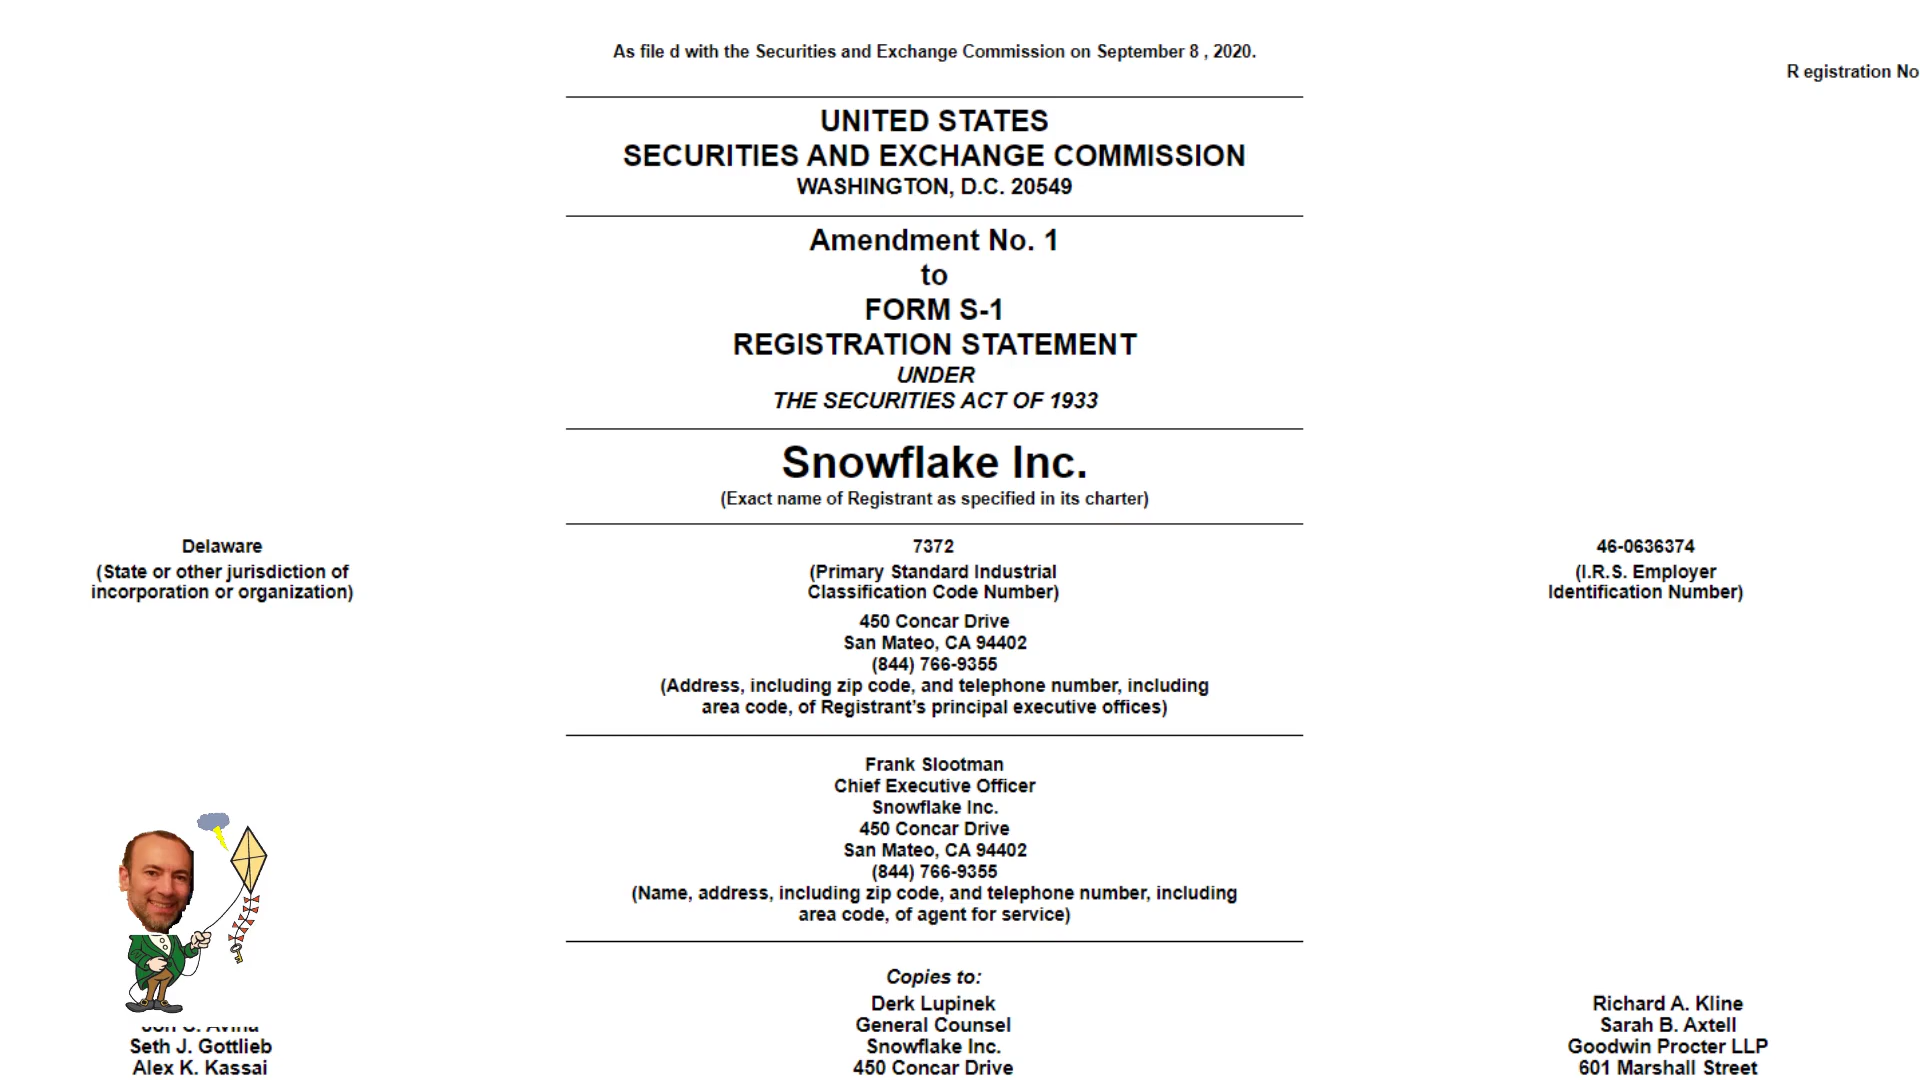 As file d with the Securities and Exchange Commission on September 8 , 2020.
R egistration No
UNITED STATES
SECURITIES AND EXCHANGE COMMISSION
WASHINGTON, D.C. 20549
Amendment No. 1
to
FORM S-1
REGISTRATION STATEMENT
UNDER
THE SECURITIES ACT OF 1933
Snowflake Inc.
(Exact name of Registrant as specified in its charter)
Delaware
(State or other jurisdiction of
incorporation or organization)
7372
(Primary Standard Industrial
Classification Code Number)
46-0636374
(I.R.S. Employer
Identification Number)
450 Concar Drive
San Mateo, CA 94402
(844) 766-9355
(Address, including zip code, and telephone number, including
area code, of Registrant’s principal executive offices)
Frank Slootman
Chief Executive Officer
Snowflake Inc.
450 Concar Drive
San Mateo, CA 94402
(844) 766-9355
(Name, address, including zip code, and telephone number, including
area code, of agent for service)
Copies to:
Seth J. Gottlieb
Alex K. Kassai
Derk Lupinek
General Counsel
Snowflake Inc.
450 Concar Drive
Richard A. Kline
Sarah B. Axtell
Goodwin Procter LLP
601 Marshall Street